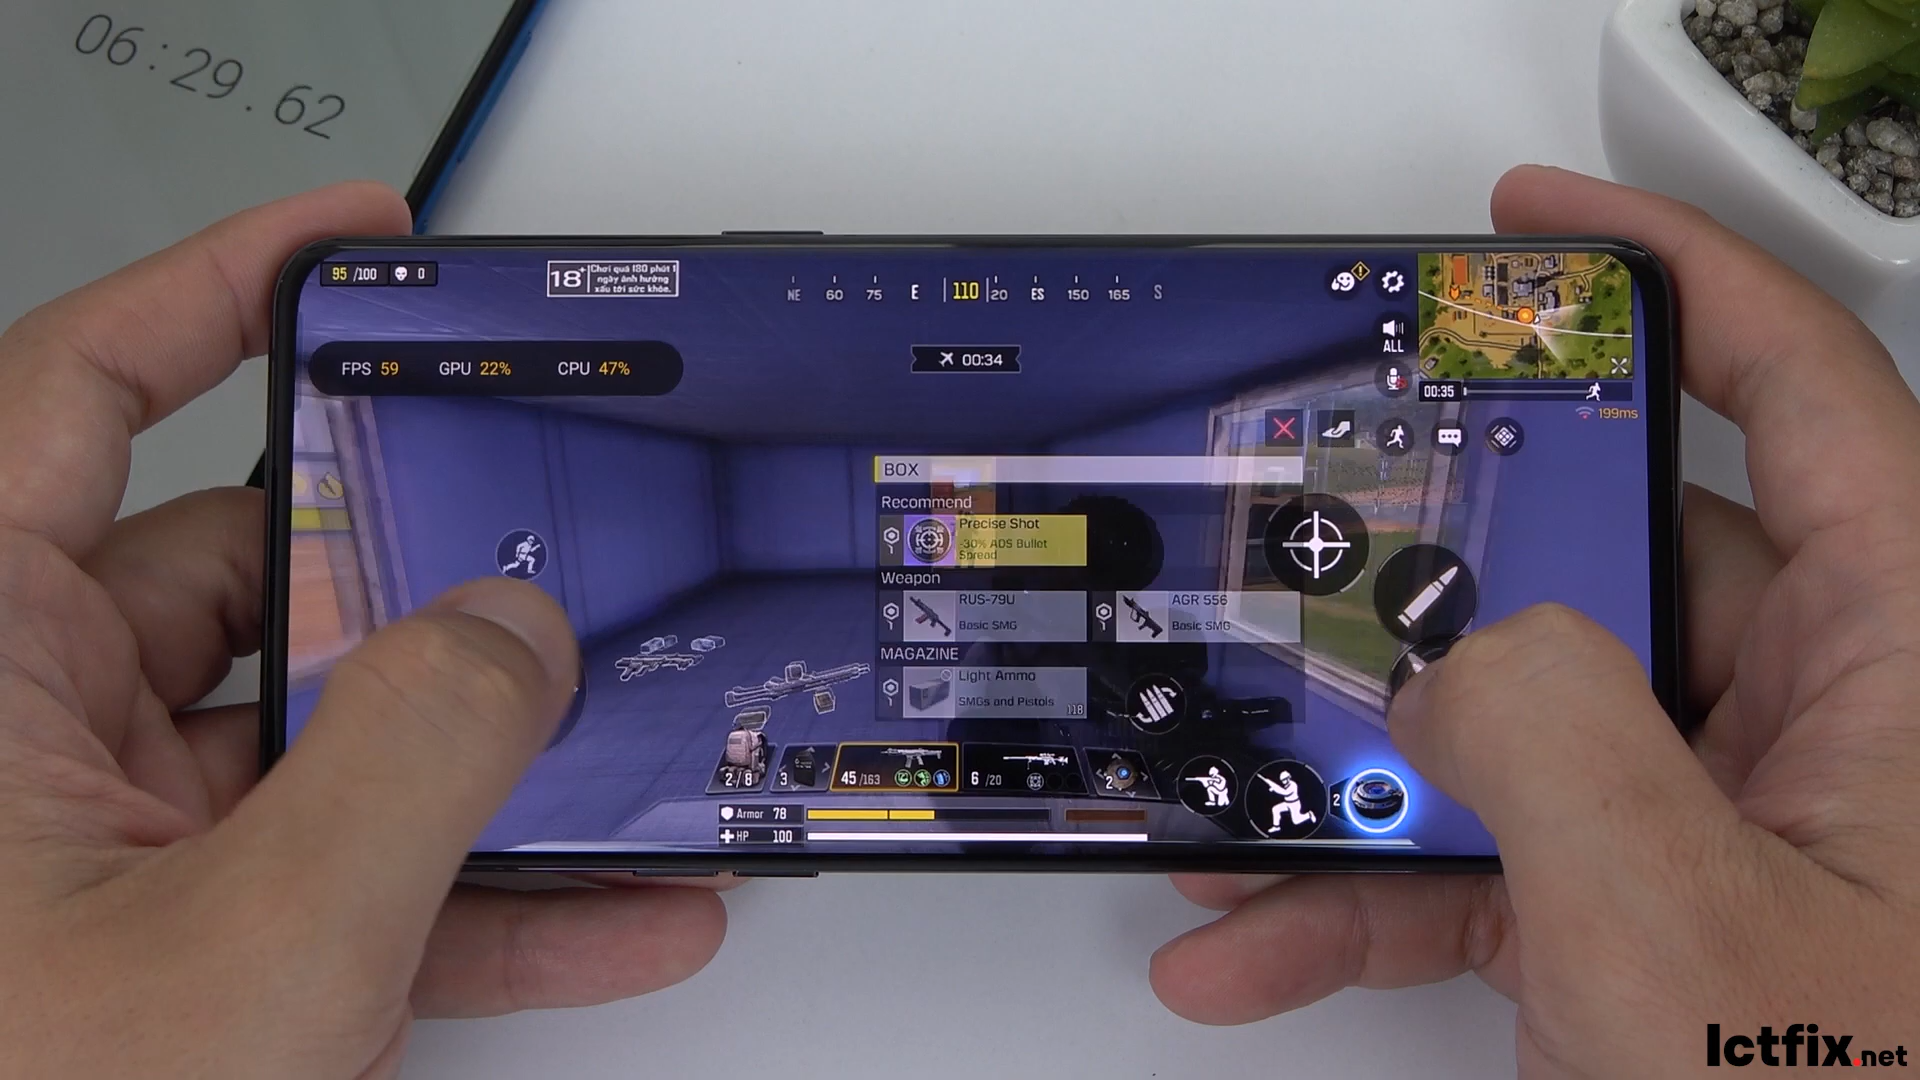 06:29.62
95 /100 0
18+ Chơi quá 180 phút 1
ngày ảnh hưởng
xấu tới sức khỏe.
NE 60 75 E 110 20 ES 150 165 S
FPS 59 GPU 22% CPU 47%
00:34
ALL
00:35
199ms
BOX
Recommend
Precise Shot
-30% ADS Bullet
Spread
Weapon
RUS-79U
Basic SMG
AGR 556
Basic SMG
MAGAZINE
Light Ammo
SMGs and Pistols
118
2/8
3
45 /163
6 /20
2
2
Armor 78
HP 100
Ictfix.net